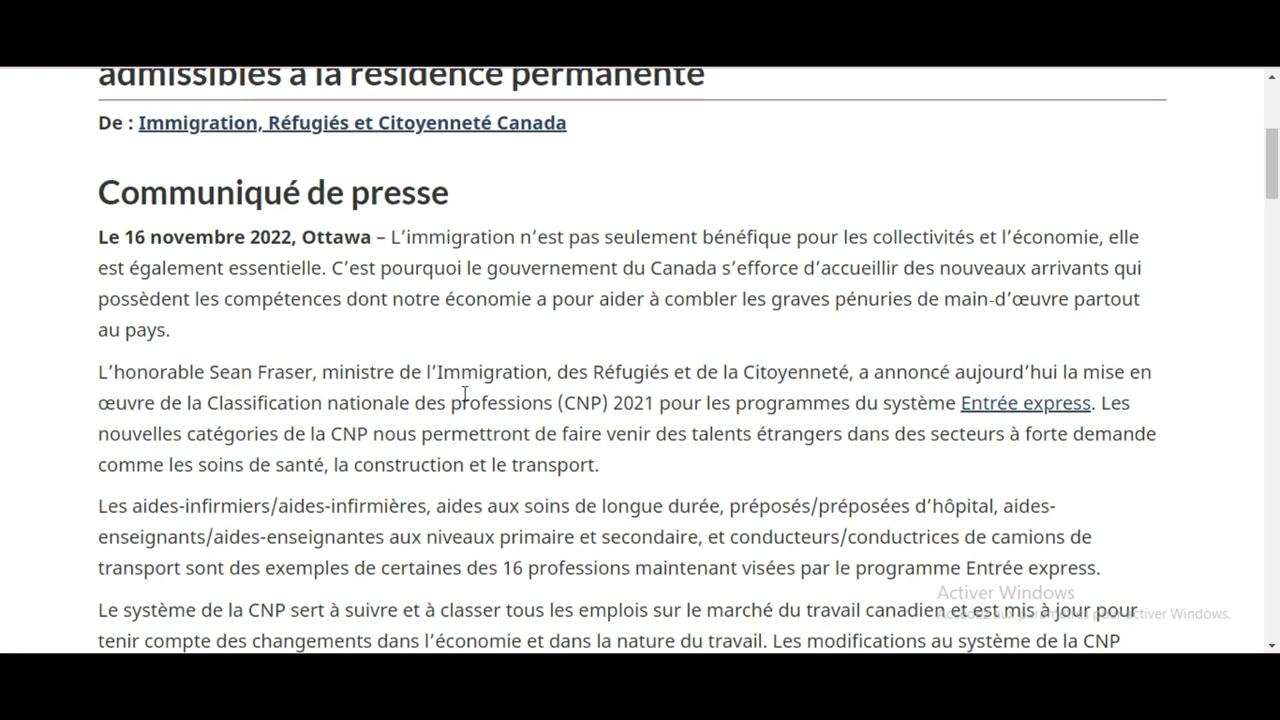 admissibles à la résidence permanente
De : Immigration, Réfugiés et Citoyenneté Canada
Communiqué de presse
Le 16 novembre 2022, Ottawa – L’immigration n’est pas seulement bénéfique pour les collectivités et l’économie, elle
est également essentielle. C’est pourquoi le gouvernement du Canada s’efforce d’accueillir des nouveaux arrivants qui
possèdent les compétences dont notre économie a pour aider à combler les graves pénuries de main-d’œuvre partout
au pays.
L’honorable Sean Fraser, ministre de l’Immigration, des Réfugiés et de la Citoyenneté, a annoncé aujourd’hui la mise en
œuvre de la Classification nationale des professions (CNP) 2021 pour les programmes du système Entrée express. Les
nouvelles catégories de la CNP nous permettront de faire venir des talents étrangers dans des secteurs à forte demande
comme les soins de santé, la construction et le transport.
Les aides-infirmiers/aides-infirmières, aides aux soins de longue durée, préposés/préposées d’hôpital, aides-
enseignants/aides-enseignantes aux niveaux primaire et secondaire, et conducteurs/conductrices de camions de
transport sont des exemples de certaines des 16 professions maintenant visées par le programme Entrée express.
Activer Windows
Le système de la CNP sert à suivre et à classer tous les emplois sur le marché du travail canadien et est mis à jour pour
Accédez aux paramètres pour activer Windows.
tenir compte des changements dans l’économie et dans la nature du travail. Les modifications au système de la CNP